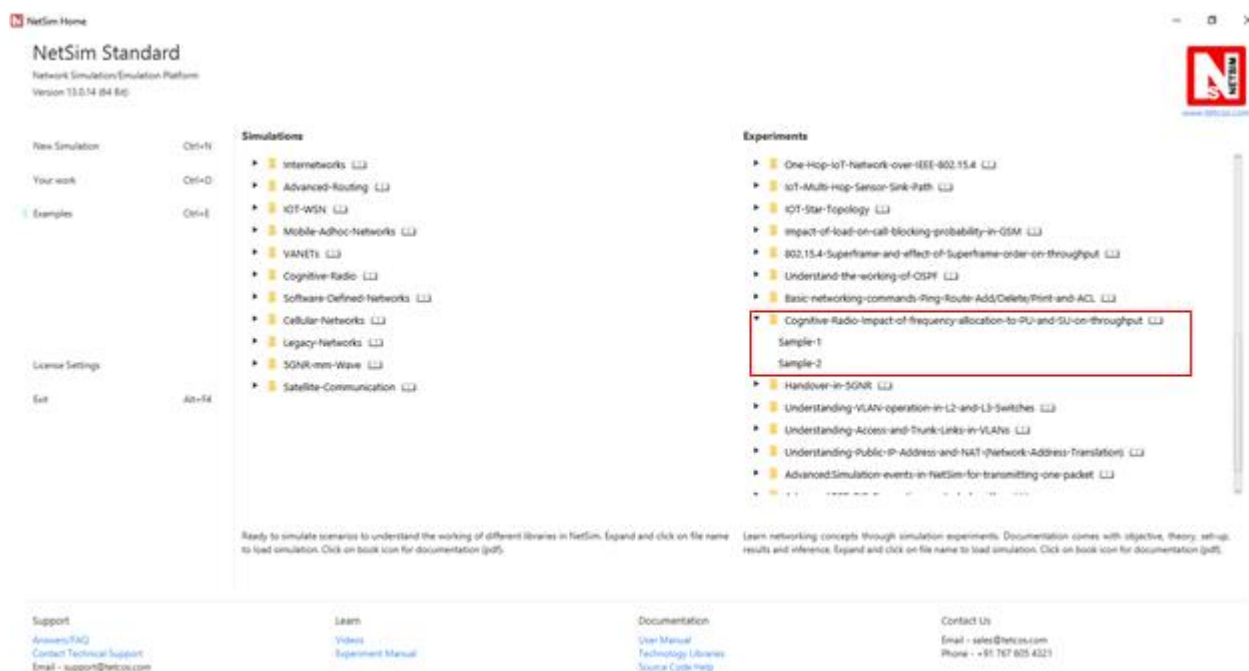 NetSim Home
NetSim Standard
Network Simulation/Emulation Platform
Version 13.0.14 (64 Bit)
NETSIM
www.tetcos.com
New Simulation Ctrl+N
Your work Ctrl+O
Examples Ctrl+E
License Settings
Exit Alt+F4
Simulations
Internetworks
Advanced-Routing
IOT-WSN
Mobile-Adhoc-Networks
VANETs
Cognitive-Radio
Software-Defined-Networks
Cellular-Networks
Legacy-Networks
5GNR-mm-Wave
Satellite-Communication
Ready to simulate scenarios to understand the working of different libraries in NetSim. Expand and click on file name
to load simulation. Click on book icon for documentation (pdf).
Experiments
One-Hop-IoT-Network-over-IEEE-802.15.4
IoT-Multi-Hop-Sensor-Sink-Path
IOT-Star-Topology
Impact-of-load-on-call-blocking-probability-in-GSM
802.15.4-Superframe-and-effect-of-Superframe-order-on-throughput
Understand-the-working-of-OSPF
Basic-networking-commands-Ping-Route-Add/Delete/Print-and-ACL
Cognitive-Radio-Impact-of-frequency-allocation-to-PU-and-SU-on-throughput
Sample-1
Sample-2
Handover-in-5GNR
Understanding-VLAN-operation-in-L2-and-L3-Switches
Understanding-Access-and-Trunk-Links-in-VLANs
Understanding-Public-IP-Address-and-NAT-(Network-Address-Translation)
Advanced:Simulation-events-in-NetSim-for-transmitting-one-packet
Learn networking concepts through simulation experiments. Documentation comes with objective, theory, set-up,
results and inference. Expand and click on file name to load simulation. Click on book icon for documentation (pdf).
Support
Answers/FAQ
Contact Technical Support
Email - support@tetcos.com
Learn
Videos
Experiment Manual
Documentation
User Manual
Technology Libraries
Source Code Help
Contact Us
Email - sales@tetcos.com
Phone - +91 767 605 4321